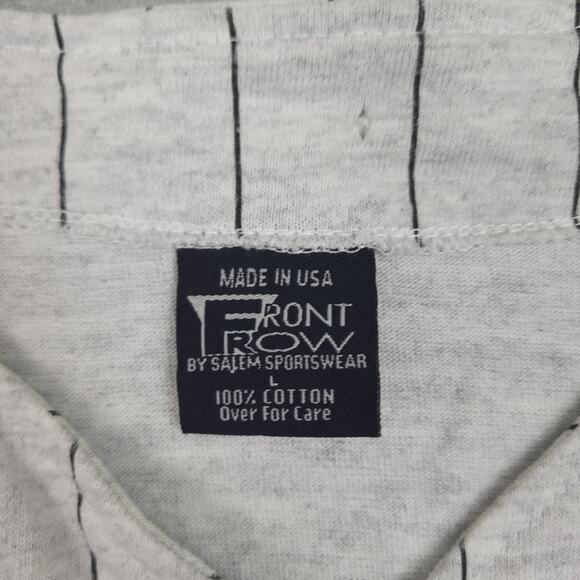 MADE IN USA
FRONT
ROW
BY SALEM SPORTSWEAR
L
100% COTTON
Over For Care